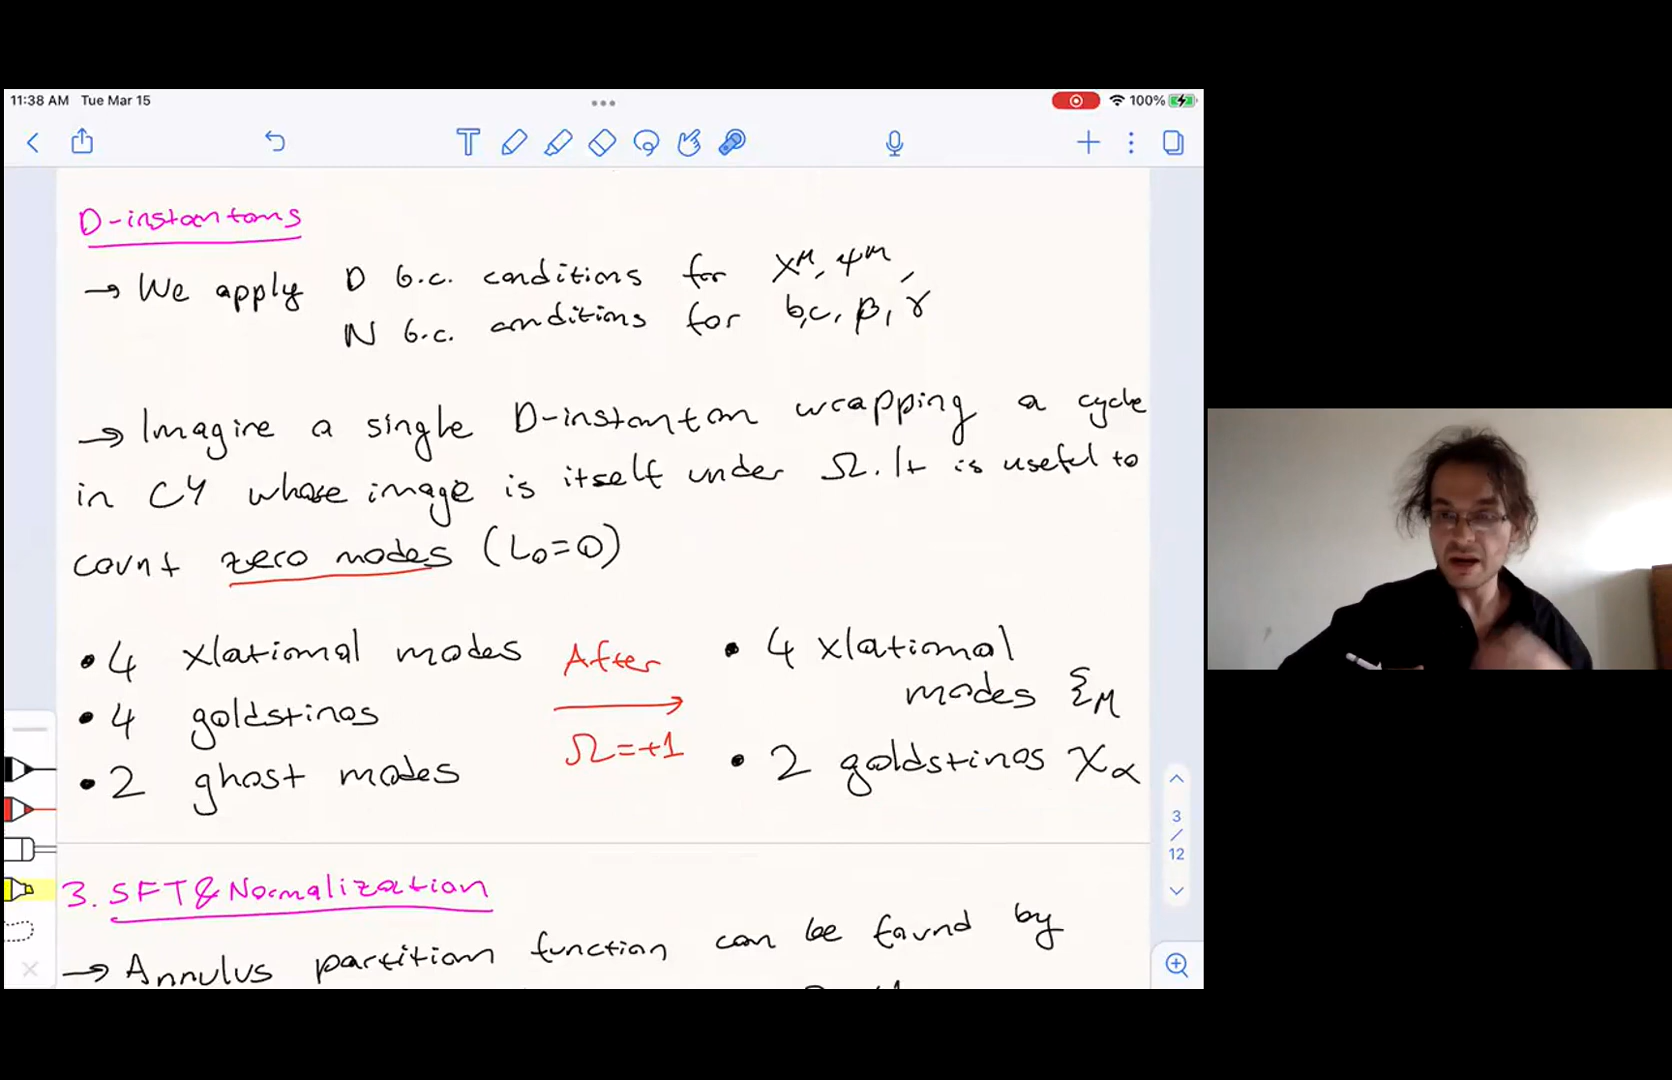 11:38 AM Tue Mar 15
100%
D-instantons
→ We apply D b.c. conditions for X^μ, ψ^μ,
N b.c. conditions for b,c, β, γ
→ Imagine a single D-instanton wrapping a cycle
in CY whose image is itself under Ω. It is useful to
count zero modes (L₀=0)
• 4 xlational modes
• 4 goldstinos
• 2 ghost modes
After
Ω=+1
• 4 xlational
modes ξ_μ
• 2 goldstinos χ_α
3
/
12
3. SFT & Normalization
→ Annulus partition function can be found by